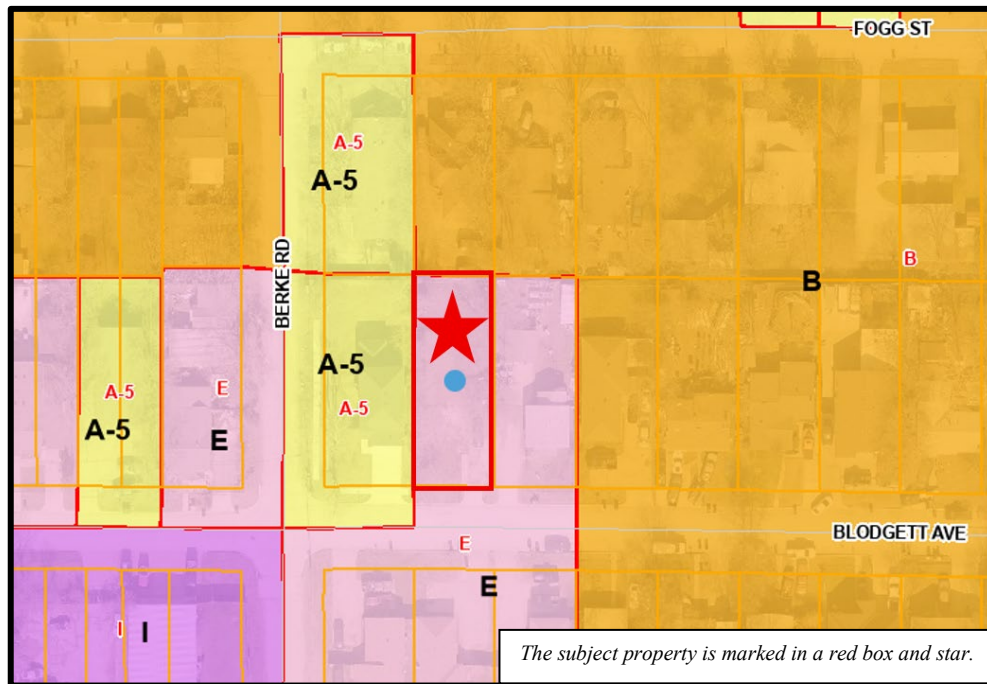 FOGG ST
A-5
A-5
BERKE RD
B
B
A-5
A-5
A-5
A-5
E
E
BLODGETT AVE
E
E
I
I
The subject property is marked in a red box and star.